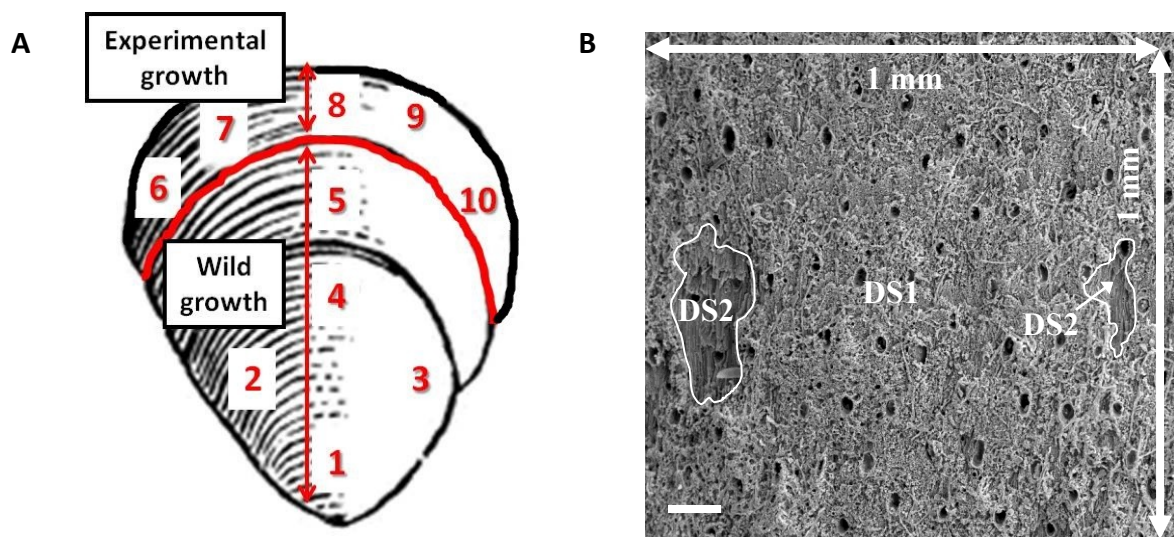 A
Experimental
growth
8
9
7
6
5
10
Wild
growth
4
2
3
1
B
1 mm
1 mm
DS2
DS1
DS2